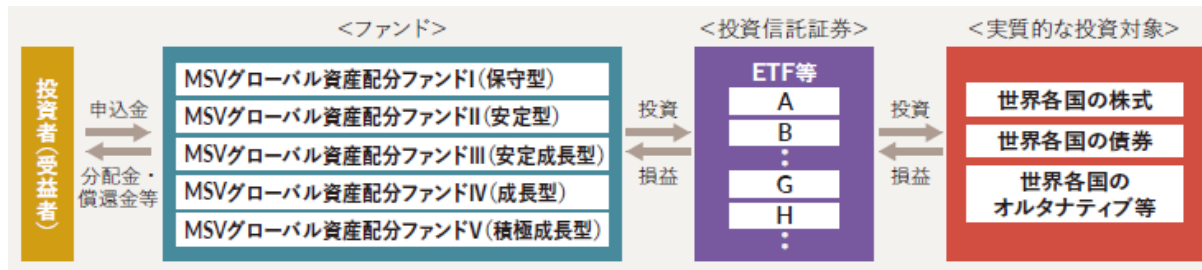 <ファンド>
<投資信託証券>
<実質的な投資対象>
投資者(受益者)
申込金
分配金・
償還金等
MSVグローバル資産配分ファンドⅠ(保守型)
MSVグローバル資産配分ファンドⅡ(安定型)
MSVグローバル資産配分ファンドⅢ(安定成長型)
MSVグローバル資産配分ファンドⅣ(成長型)
MSVグローバル資産配分ファンドⅤ(積極成長型)
投資
損益
ETF等
A
B
⋮
G
H
⋮
投資
損益
世界各国の株式
世界各国の債券
世界各国の
オルタナティブ等